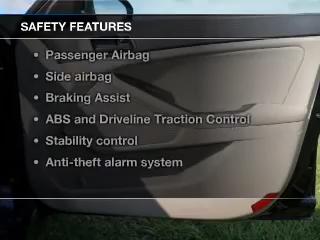 SAFETY FEATURES
• Passenger Airbag
• Side airbag
• Braking Assist
• ABS and Driveline Traction Control
• Stability control
• Anti-theft alarm system